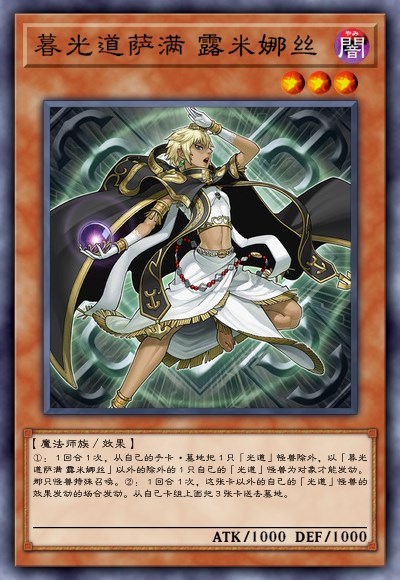 暮光道萨满 露米娜丝
やみ
闇
【魔法师族／效果】
①：1回合1次，从自己的手卡·墓地把1只「光道」怪兽除外，以「暮光
道萨满 露米娜丝」以外的除外的1只自己的「光道」怪兽为对象才能发动。
那只怪兽特殊召唤。②：1回合1次，这张卡以外的自己的「光道」怪兽的
效果发动的场合发动。从自己卡组上面把3张卡送去墓地。
ATK/1000 DEF/1000